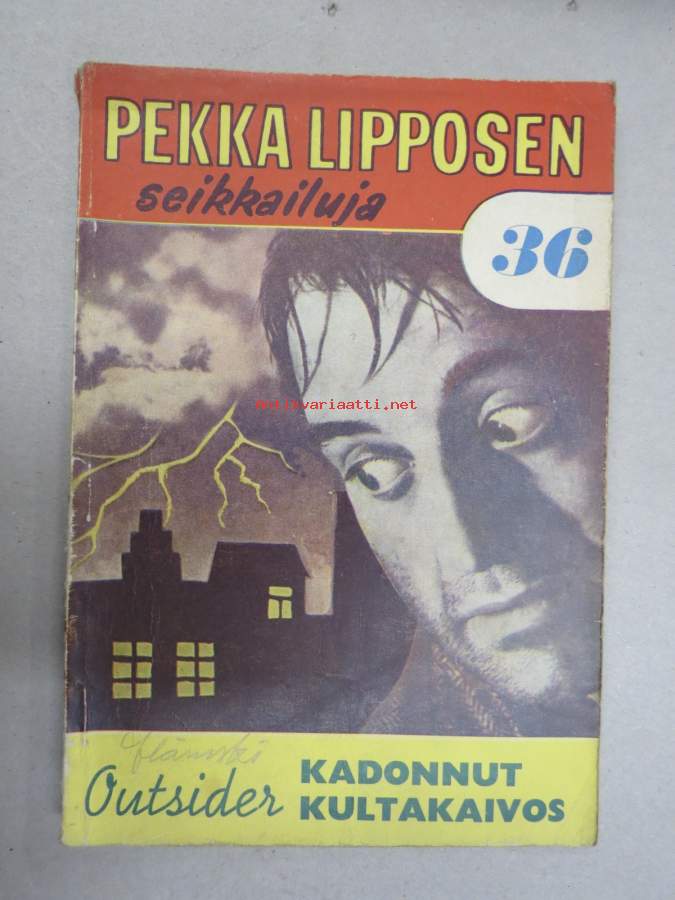 PEKKA LIPPOSEN
seikkailuja
36
antikvariaatti.net
Outsider
KADONNUT
KULTAKAIVOS